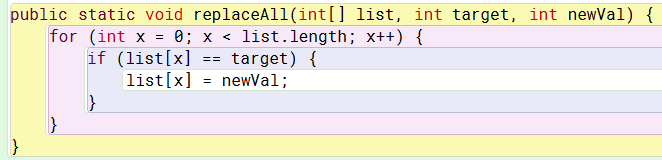 public static void replaceAll(int[] list, int target, int newVal) {
    for (int x = 0; x < list.length; x++) {
        if (list[x] == target) {
            list[x] = newVal;
        }
    }
}